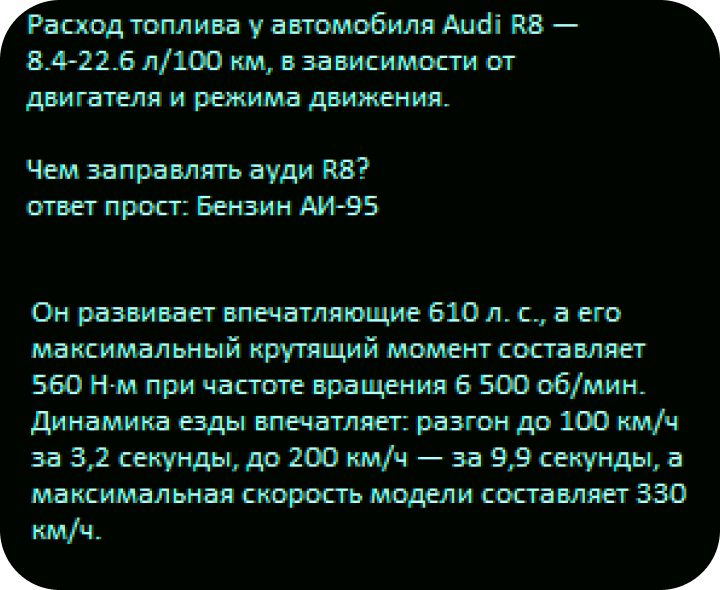 Расход топлива у автомобиля Audi R8 —
8.4-22.6 л/100 км, в зависимости от
двигателя и режима движения.
Чем заправлять ауди R8?
ответ прост: Бензин АИ-95
Он развивает впечатляющие 610 л. с., а его
максимальный крутящий момент составляет
560 Н·м при частоте вращения 6 500 об/мин.
Динамика езды впечатляет: разгон до 100 км/ч
за 3,2 секунды, до 200 км/ч — за 9,9 секунды, а
максимальная скорость модели составляет 330
км/ч.